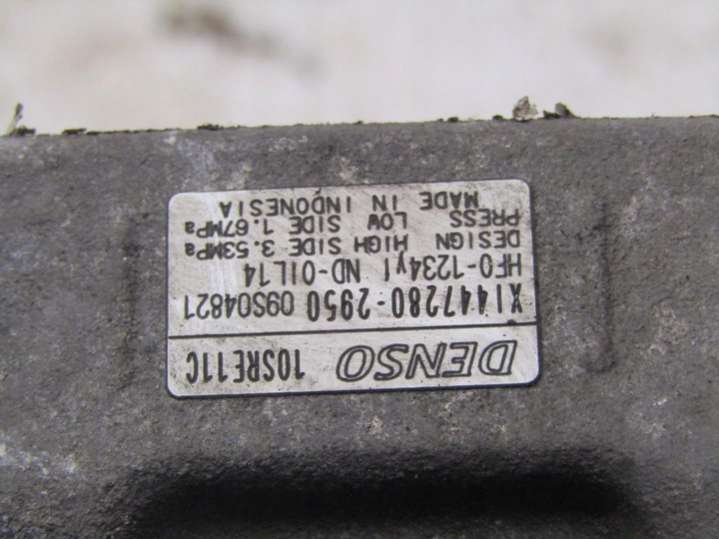 DENSO 10SRE11C
XI447280-2950 09S04821
HFO-1234yf ND-OIL14
DESIGN HIGH SIDE 3.53MPa
PRESS LOW SIDE 1.67MPa
MADE IN INDONESIA